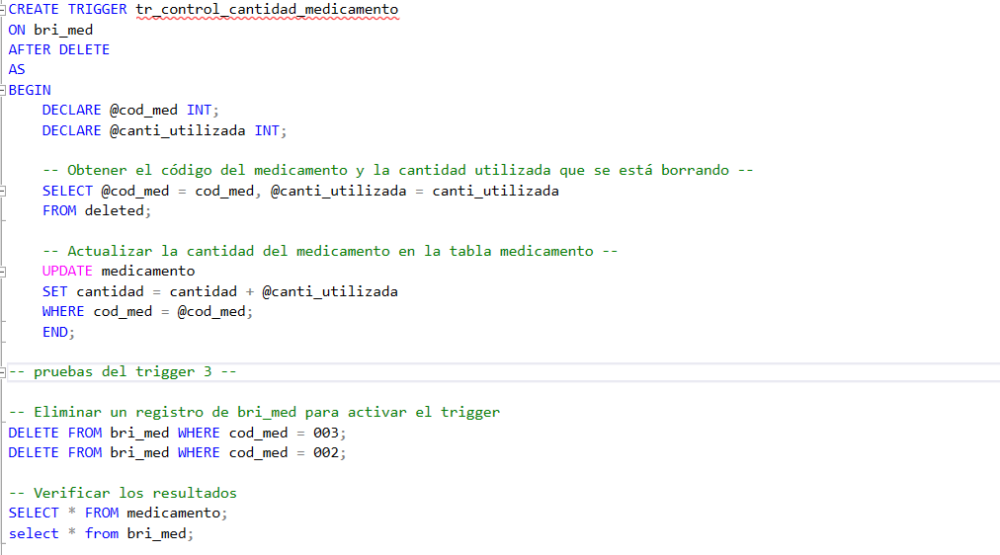 CREATE TRIGGER tr_control_cantidad_medicamento
ON bri_med
AFTER DELETE
AS
BEGIN
DECLARE @cod_med INT;
DECLARE @canti_utilizada INT;
-- Obtener el código del medicamento y la cantidad utilizada que se está borrando --
SELECT @cod_med = cod_med, @canti_utilizada = canti_utilizada
FROM deleted;
-- Actualizar la cantidad del medicamento en la tabla medicamento --
UPDATE medicamento
SET cantidad = cantidad + @canti_utilizada
WHERE cod_med = @cod_med;
END;
-- pruebas del trigger 3 --
-- Eliminar un registro de bri_med para activar el trigger
DELETE FROM bri_med WHERE cod_med = 003;
DELETE FROM bri_med WHERE cod_med = 002;
-- Verificar los resultados
SELECT * FROM medicamento;
select * from bri_med;